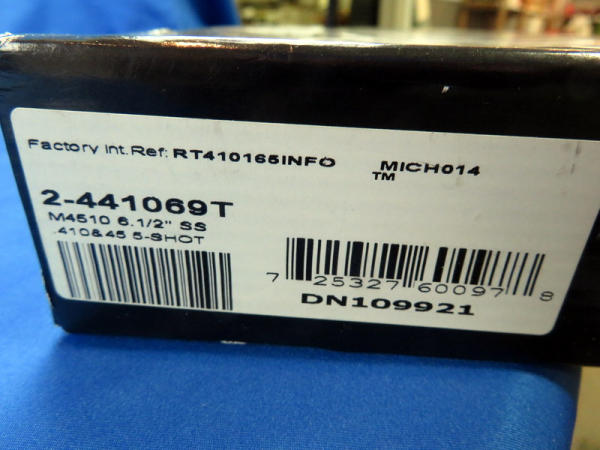 Factory int.Ref: RT410165INFO MICH014
TM
2-441069T
M4510 6.1/2" SS
.410&45 5-SHOT
7 25327 60097 8
DN109921